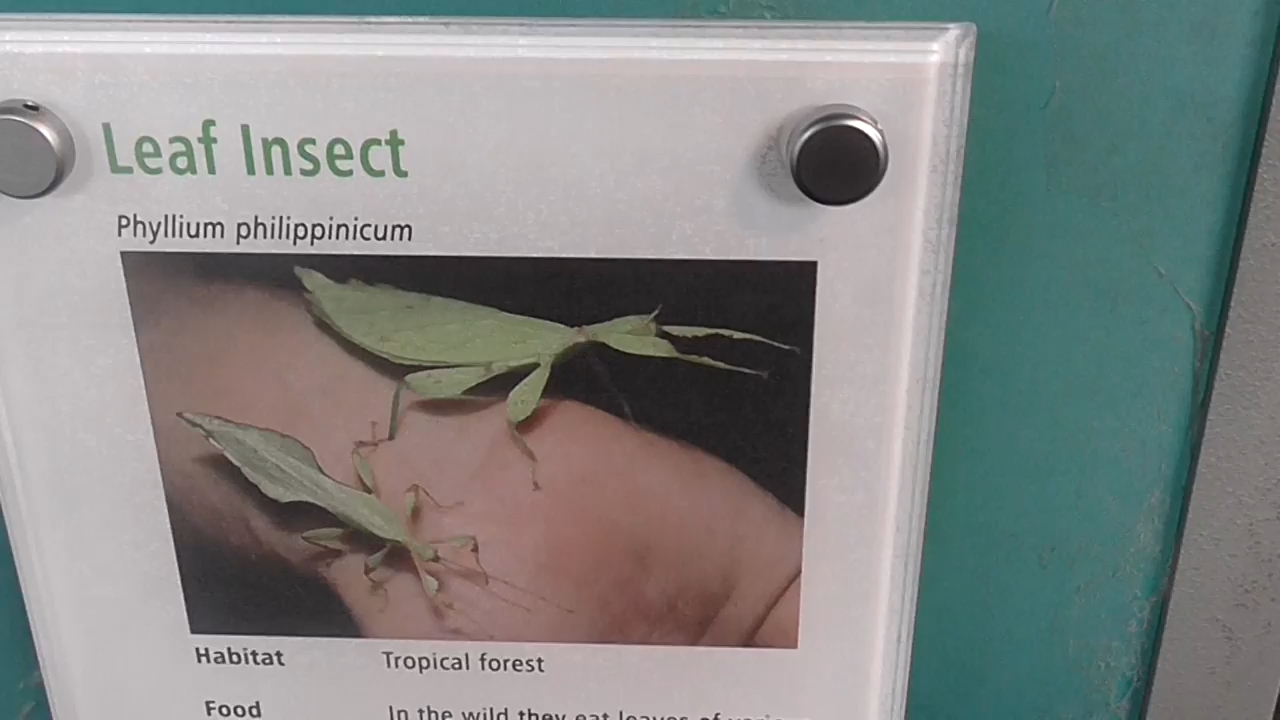 Leaf Insect
Phyllium philippinicum
Habitat Tropical forest
Food In the wild they eat leaves of